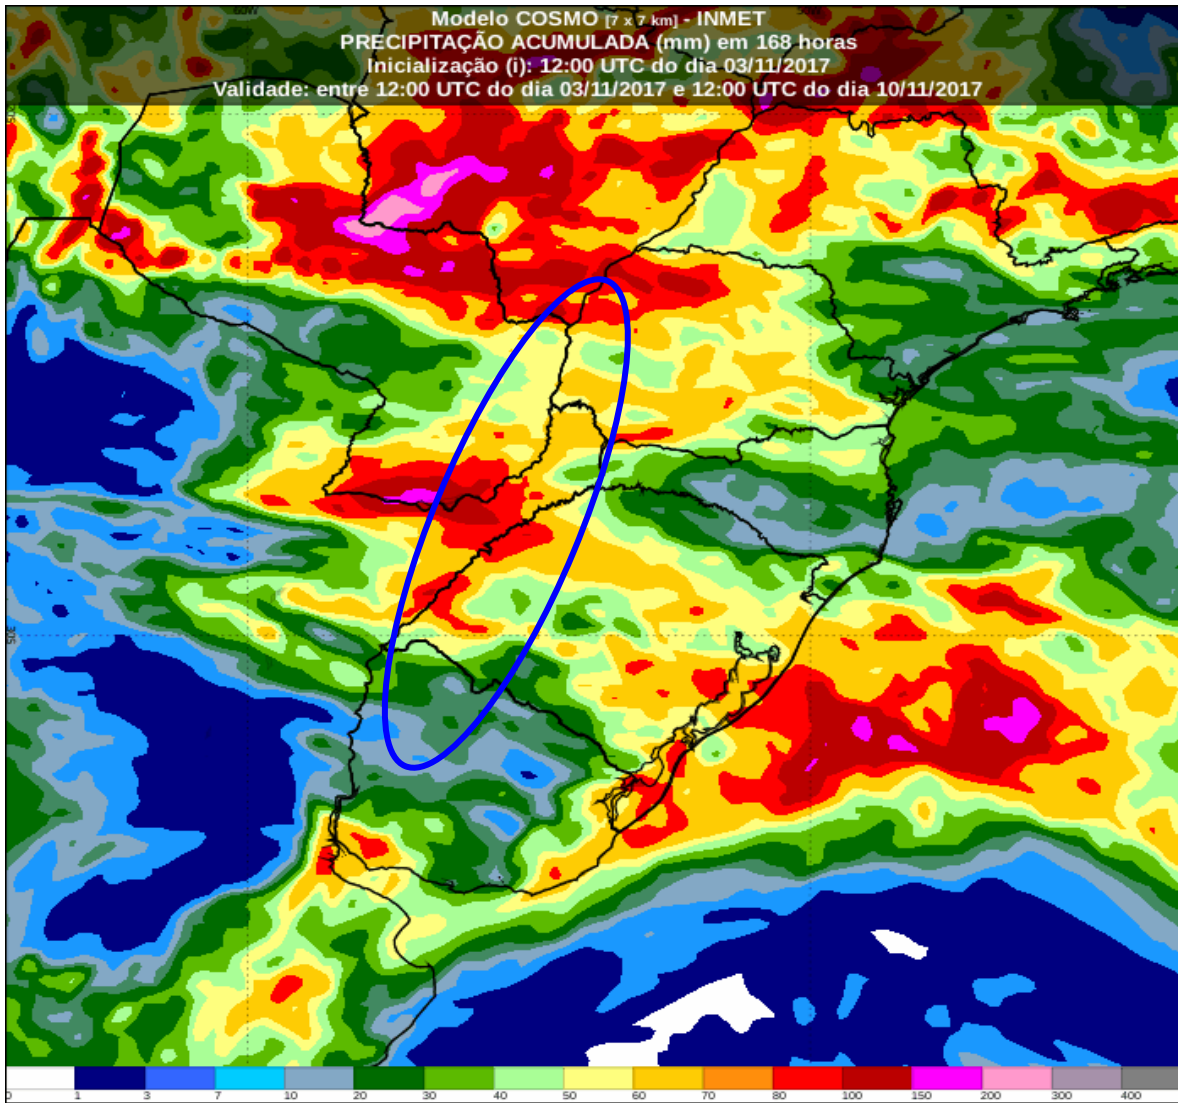 Modelo COSMO [7 x 7 km] - INMET
PRECIPITAÇÃO ACUMULADA (mm) em 168 horas
Inicialização (i): 12:00 UTC do dia 03/11/2017
Validade: entre 12:00 UTC do dia 03/11/2017 e 12:00 UTC do dia 10/11/2017
60W
0 1 3 7 10 20 30 40 50 60 70 80 100 150 200 300 400